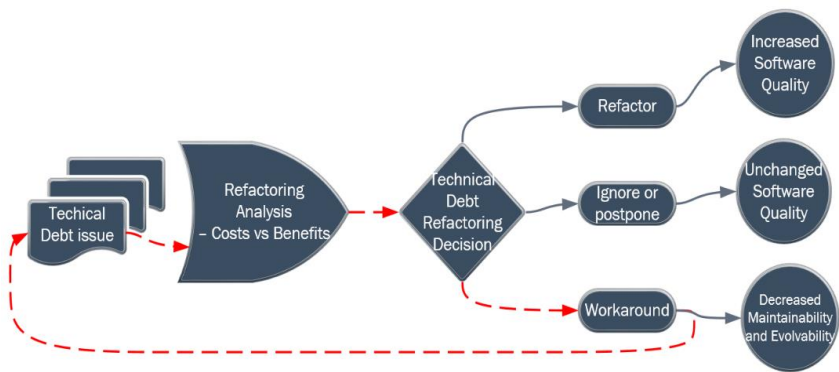 Techical
Debt issue
Refactoring
Analysis
– Costs vs Benefits
Technical
Debt
Refactoring
Decision
Refactor
Increased
Software
Quality
Ignore or
postpone
Unchanged
Software
Quality
Workaround
Decreased
Maintainability
and Evolvability